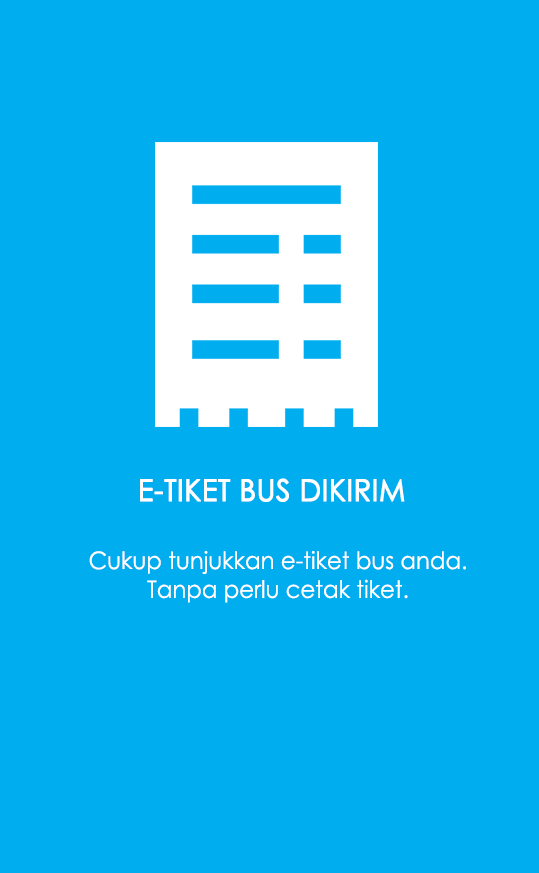 E-TIKET BUS DIKIRIM
Cukup tunjukkan e-tiket bus anda.
Tanpa perlu cetak tiket.